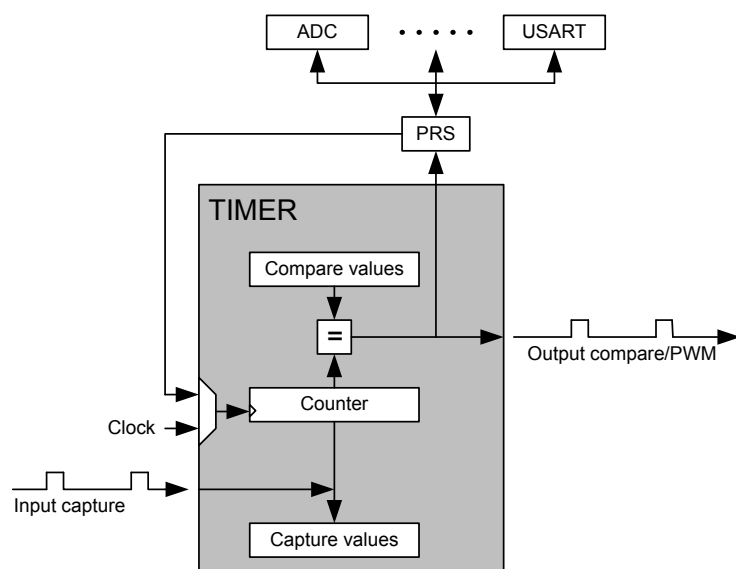 ADC
.....
USART
PRS
TIMER
Compare values
=
Output compare/PWM
Counter
Clock
Input capture
Capture values